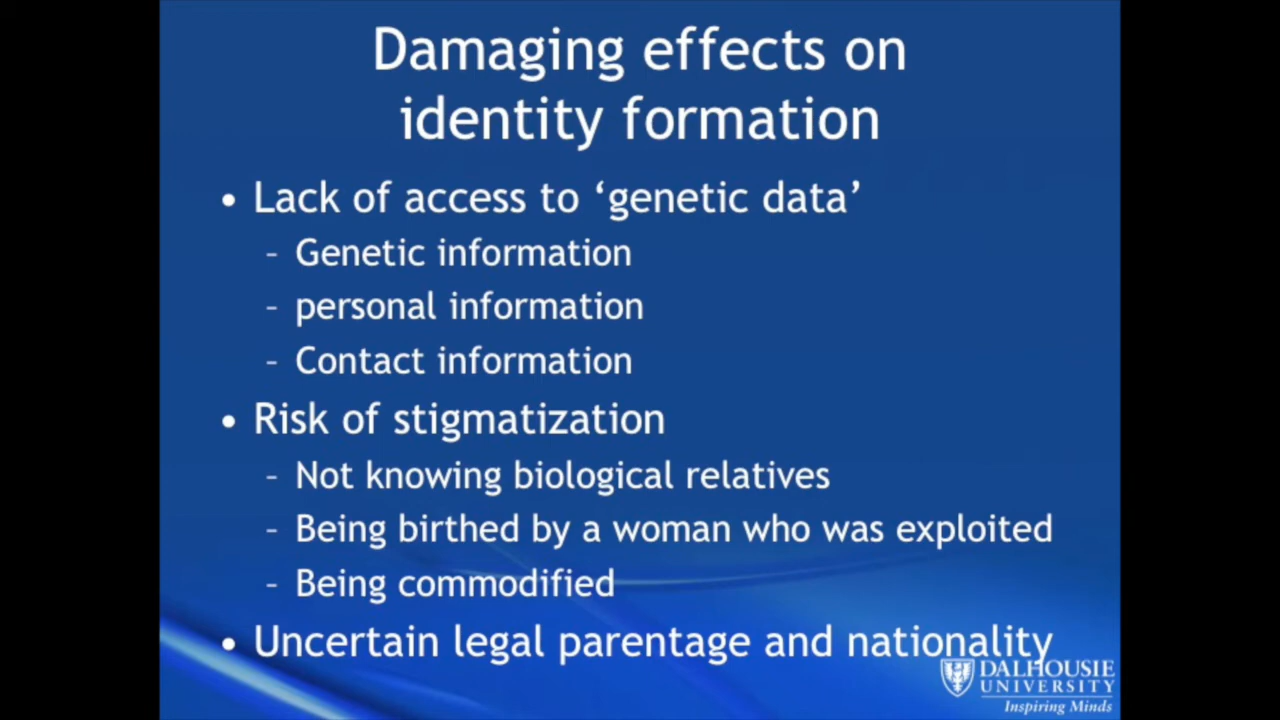 Damaging effects on
identity formation
• Lack of access to ‘genetic data’
– Genetic information
– personal information
– Contact information
• Risk of stigmatization
– Not knowing biological relatives
– Being birthed by a woman who was exploited
– Being commodified
• Uncertain legal parentage and nationality
DALHOUSIE
UNIVERSITY
Inspiring Minds